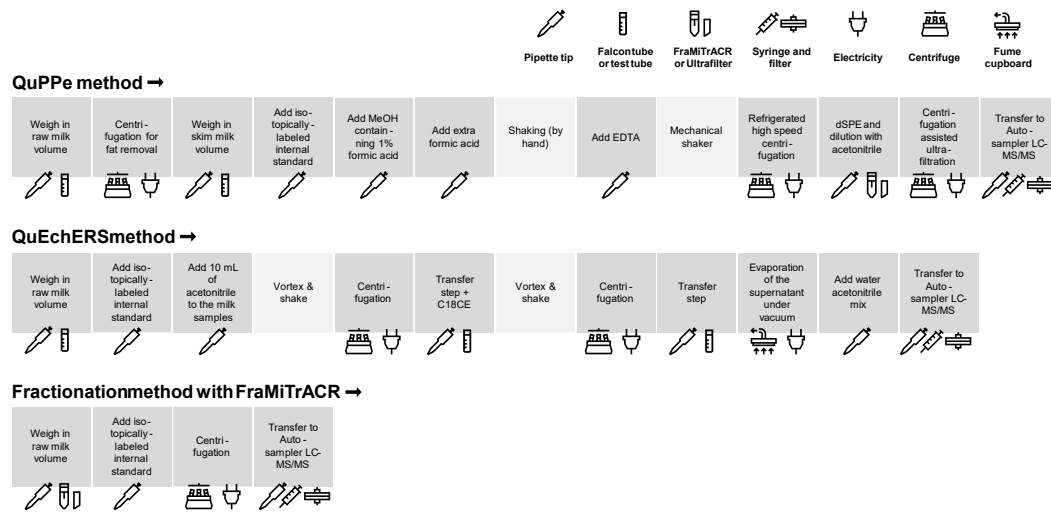 Pipette tip
Falcon tube
or test tube
FraMiTrACR
or Ultrafilter
Syringe and
filter
Electricity
Centrifuge
Fume
cupboard
QuPPe method →
Weigh in
raw milk
volume
Centri-
fugation for
fat removal
Weigh in
skim milk
volume
Add iso-
topically-
labeled
internal
standard
Add MeOH
contain-
ning 1%
formic acid
Add extra
formic acid
Shaking (by
hand)
Add EDTA
Mechanical
shaker
Refrigerated
high speed
centri-
fugation
dSPE and
dilution with
acetonitrile
Centri-
fugation
assisted
ultra-
filtration
Transfer to
Auto-
sampler LC-
MS/MS
QuEchERSmethod →
Weigh in
raw milk
volume
Add iso-
topically-
labeled
internal
standard
Add 10 mL
of
acetonitrile
to the milk
samples
Vortex &
shake
Centri-
fugation
Transfer
step +
C18CE
Vortex &
shake
Centri-
fugation
Transfer
step
Evaporation
of the
supernatant
under
vacuum
Add water
acetonitrile
mix
Transfer to
Auto-
sampler LC-
MS/MS
Fractionationmethod with FraMiTrACR →
Weigh in
raw milk
volume
Add iso-
topically-
labeled
internal
standard
Centri-
fugation
Transfer to
Auto-
sampler LC-
MS/MS